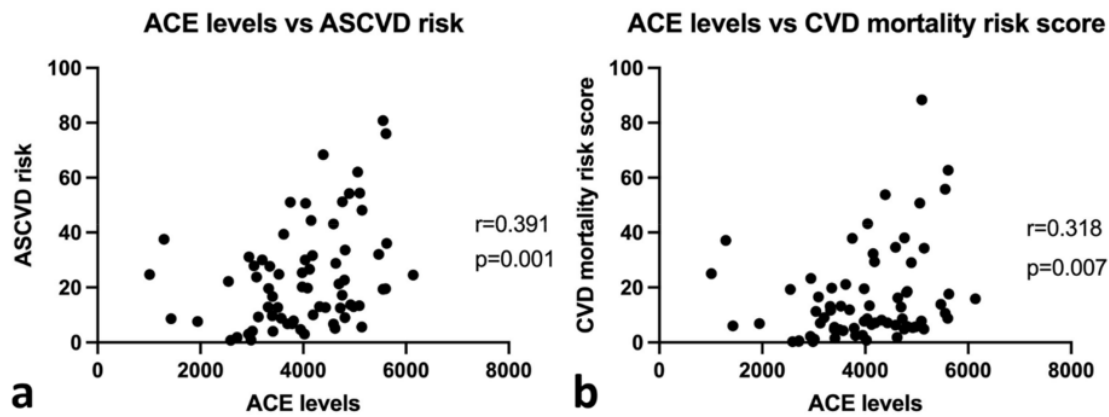 ACE levels vs ASCVD risk
100
80
60
40
20
0
ASCVD risk
r=0.391
p=0.001
0 2000 4000 6000 8000
ACE levels
a
ACE levels vs CVD mortality risk score
100
80
60
40
20
0
CVD mortality risk score
r=0.318
p=0.007
0 2000 4000 6000 8000
ACE levels
b